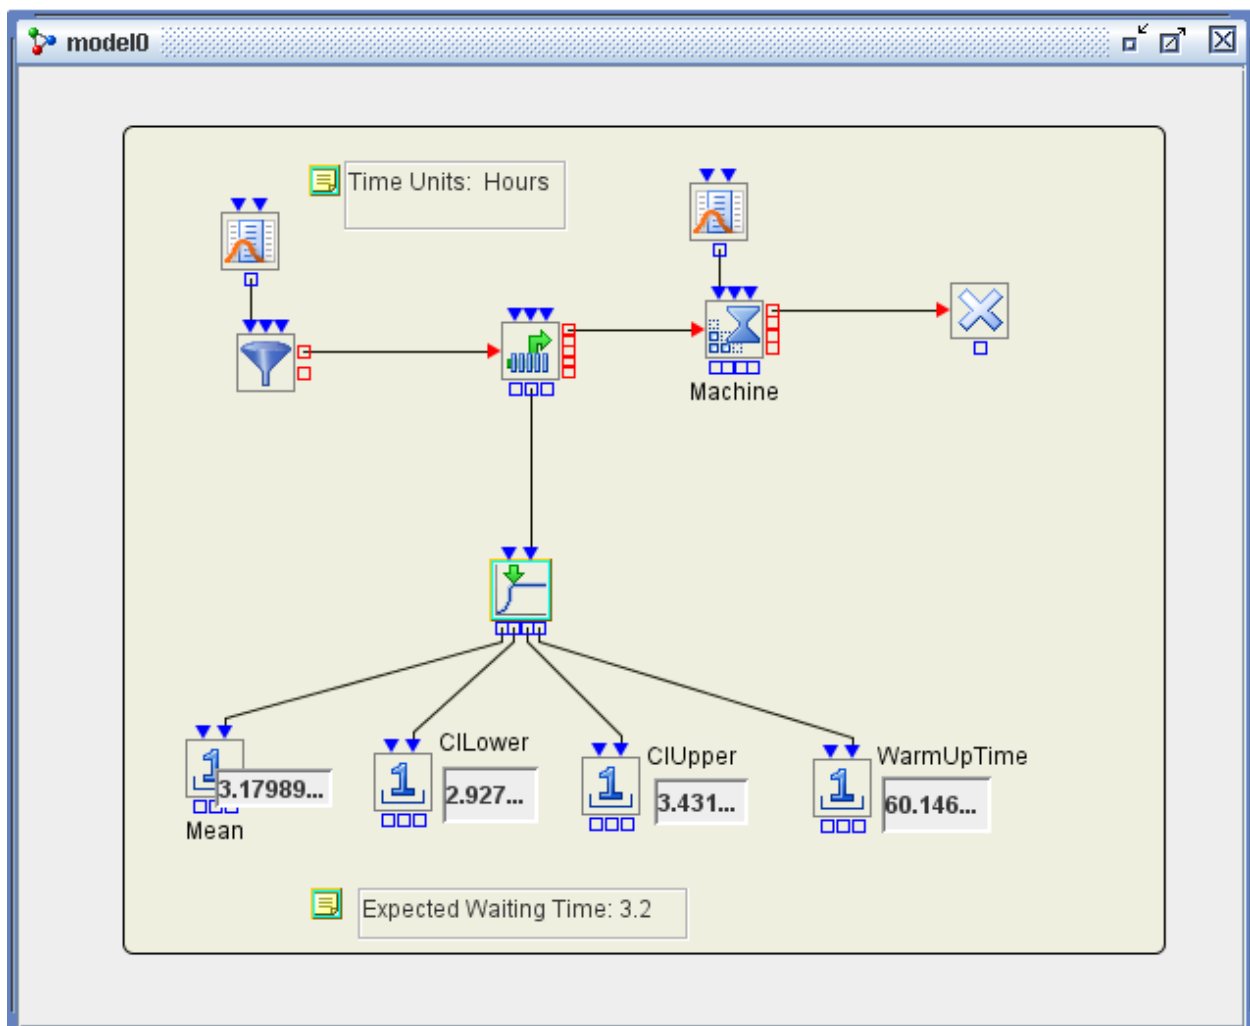 model0
Time Units:  Hours
Machine
CILower
CIUpper
WarmUpTime
3.17989...
2.927...
3.431...
60.146...
Mean
Expected Waiting Time: 3.2